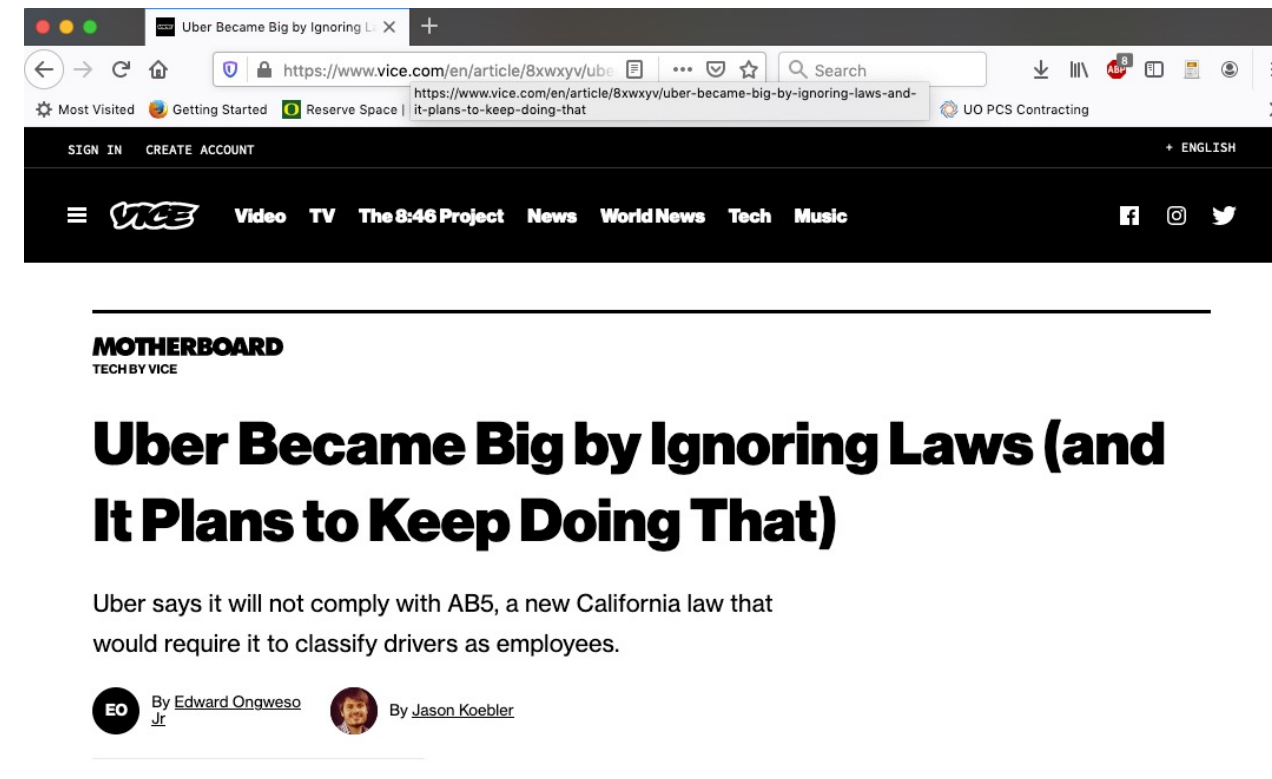 Uber Became Big by Ignoring L
https://www.vice.com/en/article/8xwxyv/ube
Search
8
ABP
https://www.vice.com/en/article/8xwxyv/uber-became-big-by-ignoring-laws-and-
it-plans-to-keep-doing-that
Most Visited
Getting Started
Reserve Space |
UO PCS Contracting
SIGN IN CREATE ACCOUNT
+ ENGLISH
VICE Video TV The 8:46 Project News World News Tech Music
MOTHERBOARD
TECH BY VICE
Uber Became Big by Ignoring Laws (and
It Plans to Keep Doing That)
Uber says it will not comply with AB5, a new California law that
would require it to classify drivers as employees.
EO
By Edward Ongweso
Jr
By Jason Koebler